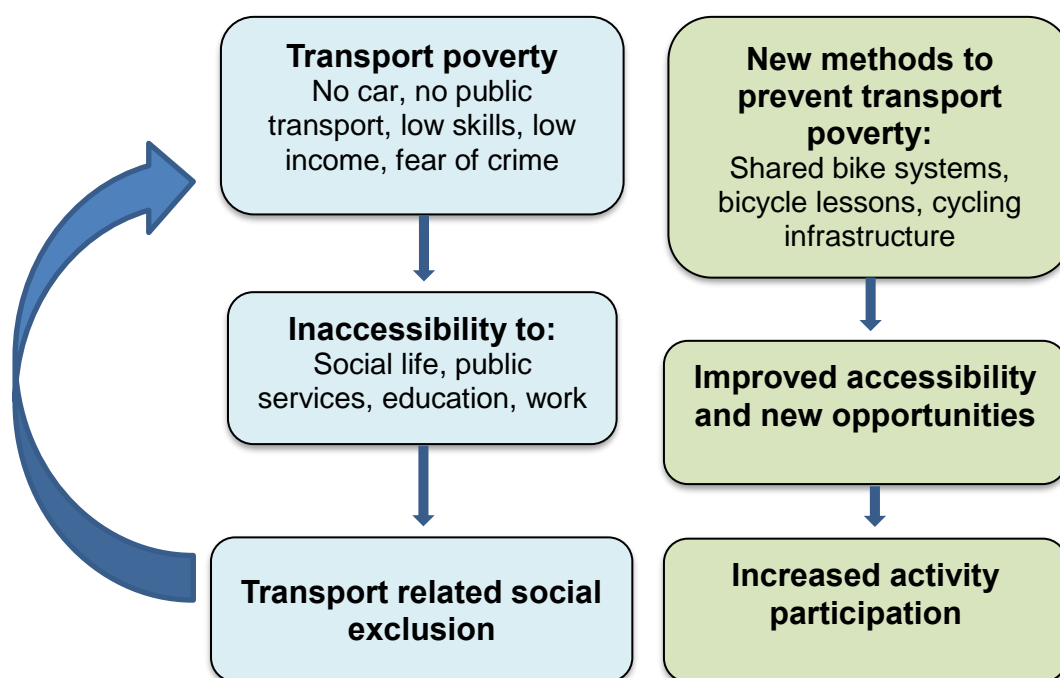 Transport poverty
No car, no public
transport, low skills, low
income, fear of crime
Inaccessibility to:
Social life, public
services, education, work
Transport related social
exclusion
New methods to
prevent transport
poverty:
Shared bike systems,
bicycle lessons, cycling
infrastructure
Improved accessibility
and new opportunities
Increased activity
participation